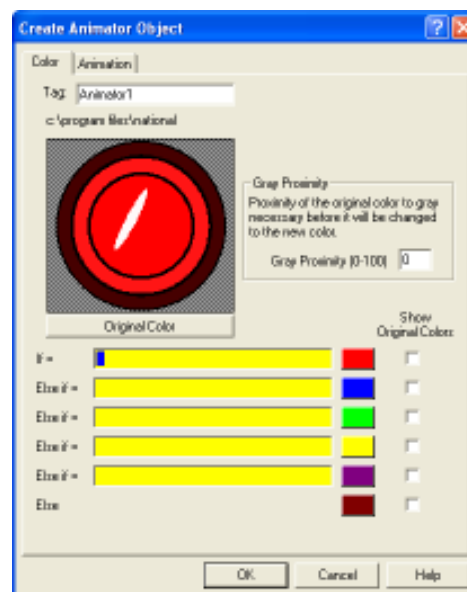 Create Animator Object
Color
Animation
Tag: Animator1
c:\program files\national
Original Color
Gray Proximity
Proximity of the original color to gray
necessary before it will be changed
to the new color.
Gray Proximity (0-100) 0
Show
Original Colors
If =
Else if =
Else if =
Else if =
Else if =
Else
OK
Cancel
Help